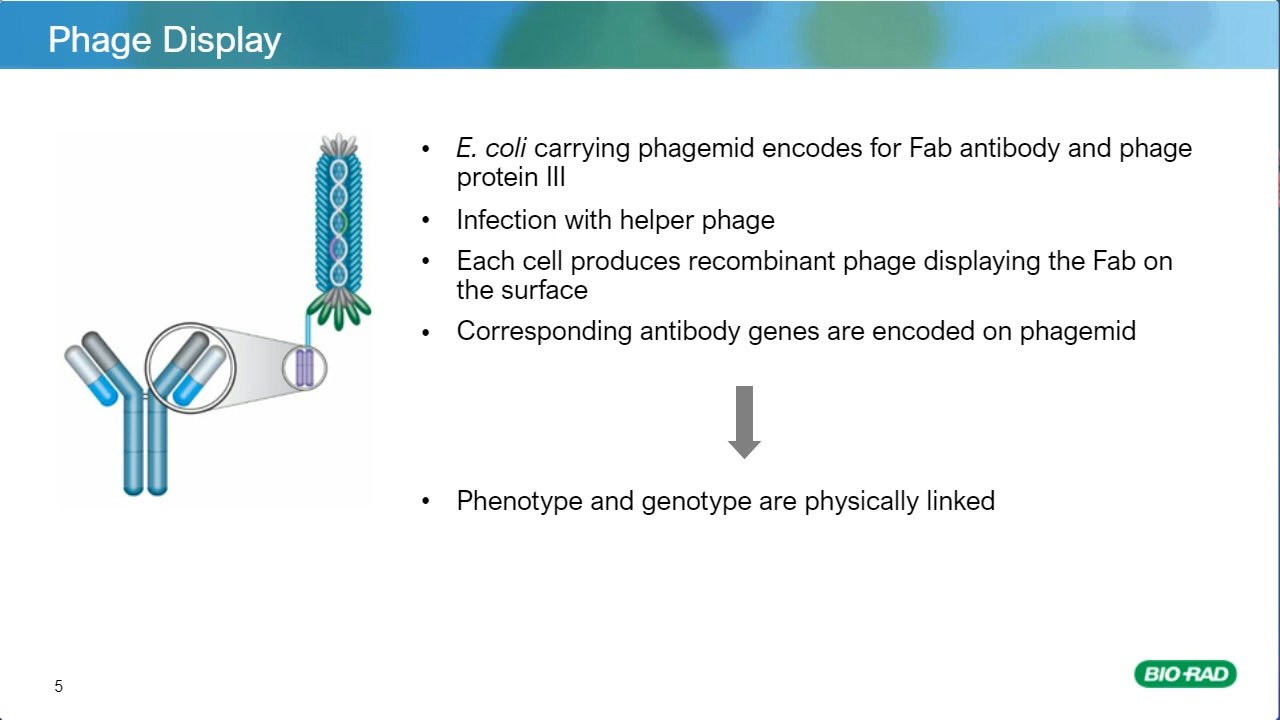 Phage Display
• E. coli carrying phagemid encodes for Fab antibody and phage
protein III
• Infection with helper phage
• Each cell produces recombinant phage displaying the Fab on
the surface
• Corresponding antibody genes are encoded on phagemid
• Phenotype and genotype are physically linked
5
BIO-RAD